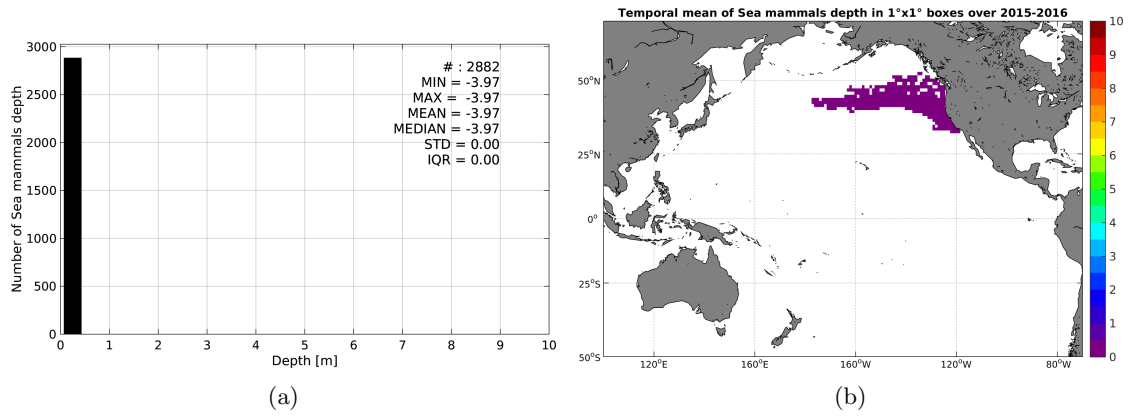 3000
2500
2000
1500
1000
500
0
Number of Sea mammals depth
# : 2882
MIN = -3.97
MAX = -3.97
MEAN = -3.97
MEDIAN = -3.97
STD = 0.00
IQR = 0.00
0 1 2 3 4 5 6 7 8 9 10
Depth [m]
(a)
Temporal mean of Sea mammals depth in 1°x1° boxes over 2015-2016
50°N
25°N
0°
25°S
50°S
120°E 160°E 160°W 120°W 80°W
10
9
8
7
6
5
4
3
2
1
0
(b)